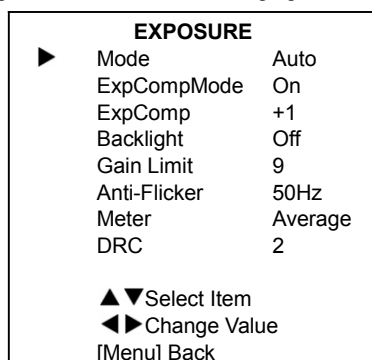 EXPOSURE
▶ Mode Auto
ExpCompMode On
ExpComp +1
Backlight Off
Gain Limit 9
Anti-Flicker 50Hz
Meter Average
DRC 2
▲▼Select Item
◀▶Change Value
[Menu] Back